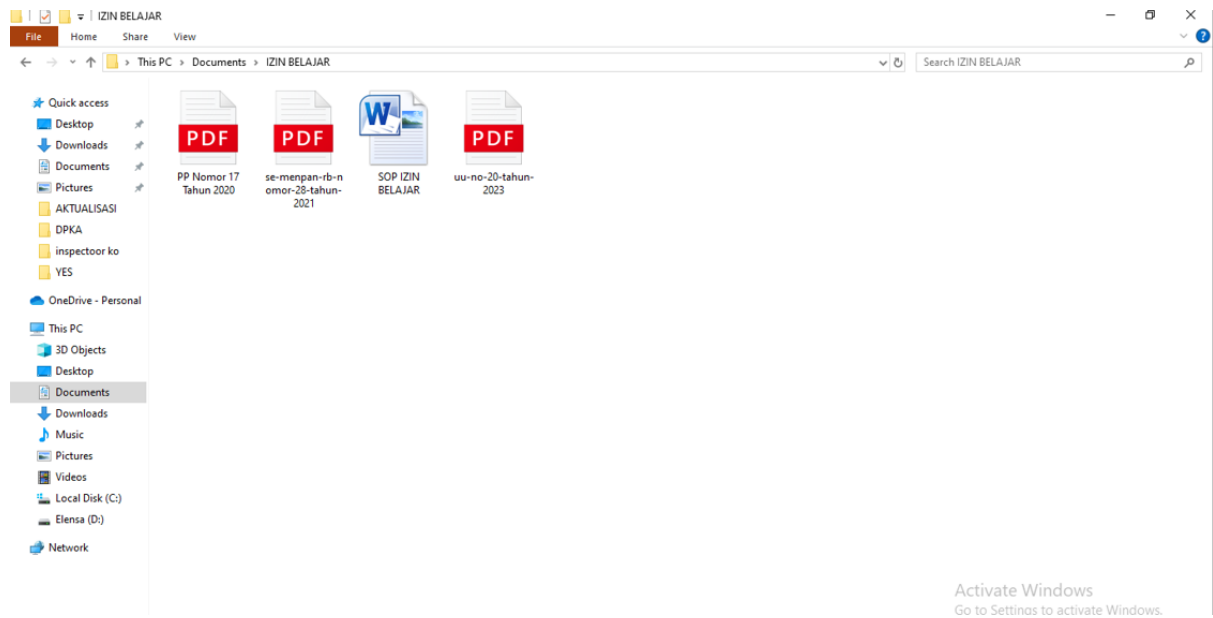 IZIN BELAJAR
File Home Share View
This PC > Documents > IZIN BELAJAR
Search IZIN BELAJAR
Quick access
Desktop
Downloads
Documents
Pictures
AKTUALISASI
DPKA
inspectoor ko
YES
OneDrive - Personal
This PC
3D Objects
Desktop
Documents
Downloads
Music
Pictures
Videos
Local Disk (C:)
Elensa (D:)
Network
PDF
PP Nomor 17
Tahun 2020
PDF
se-menpan-rb-n
omor-28-tahun-
2021
W
SOP IZIN
BELAJAR
PDF
uu-no-20-tahun-
2023
Activate Windows
Go to Settings to activate Windows.